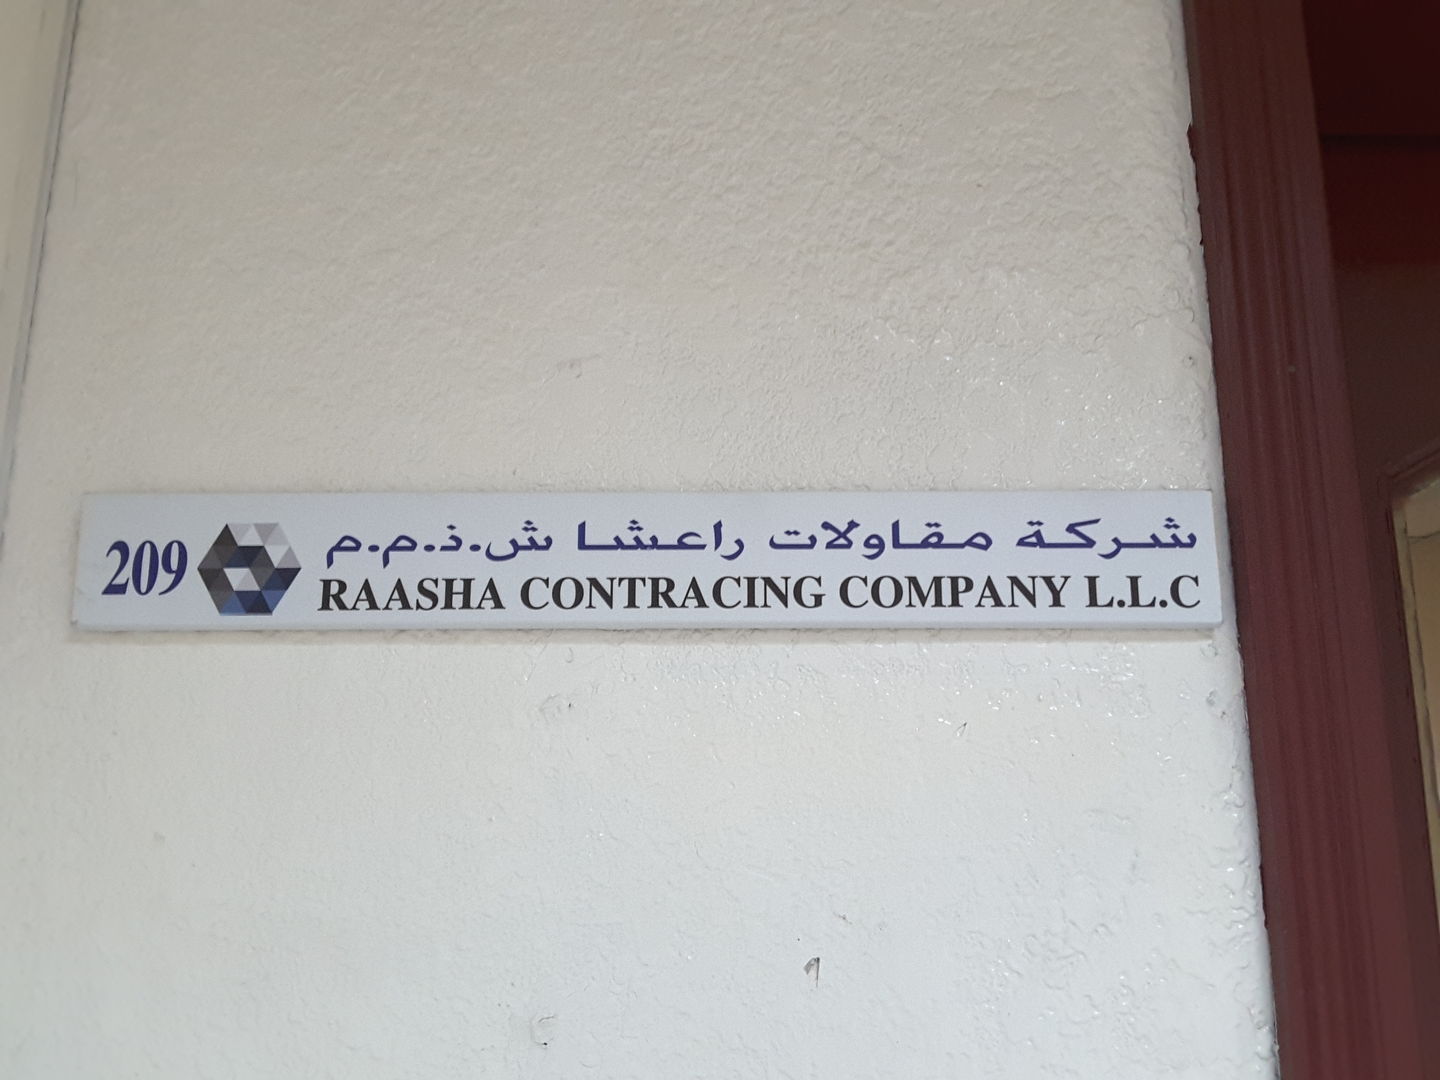 209
شركة مقاولات راعشا ش.ذ.م.م
RAASHA CONTRACING COMPANY L.L.C